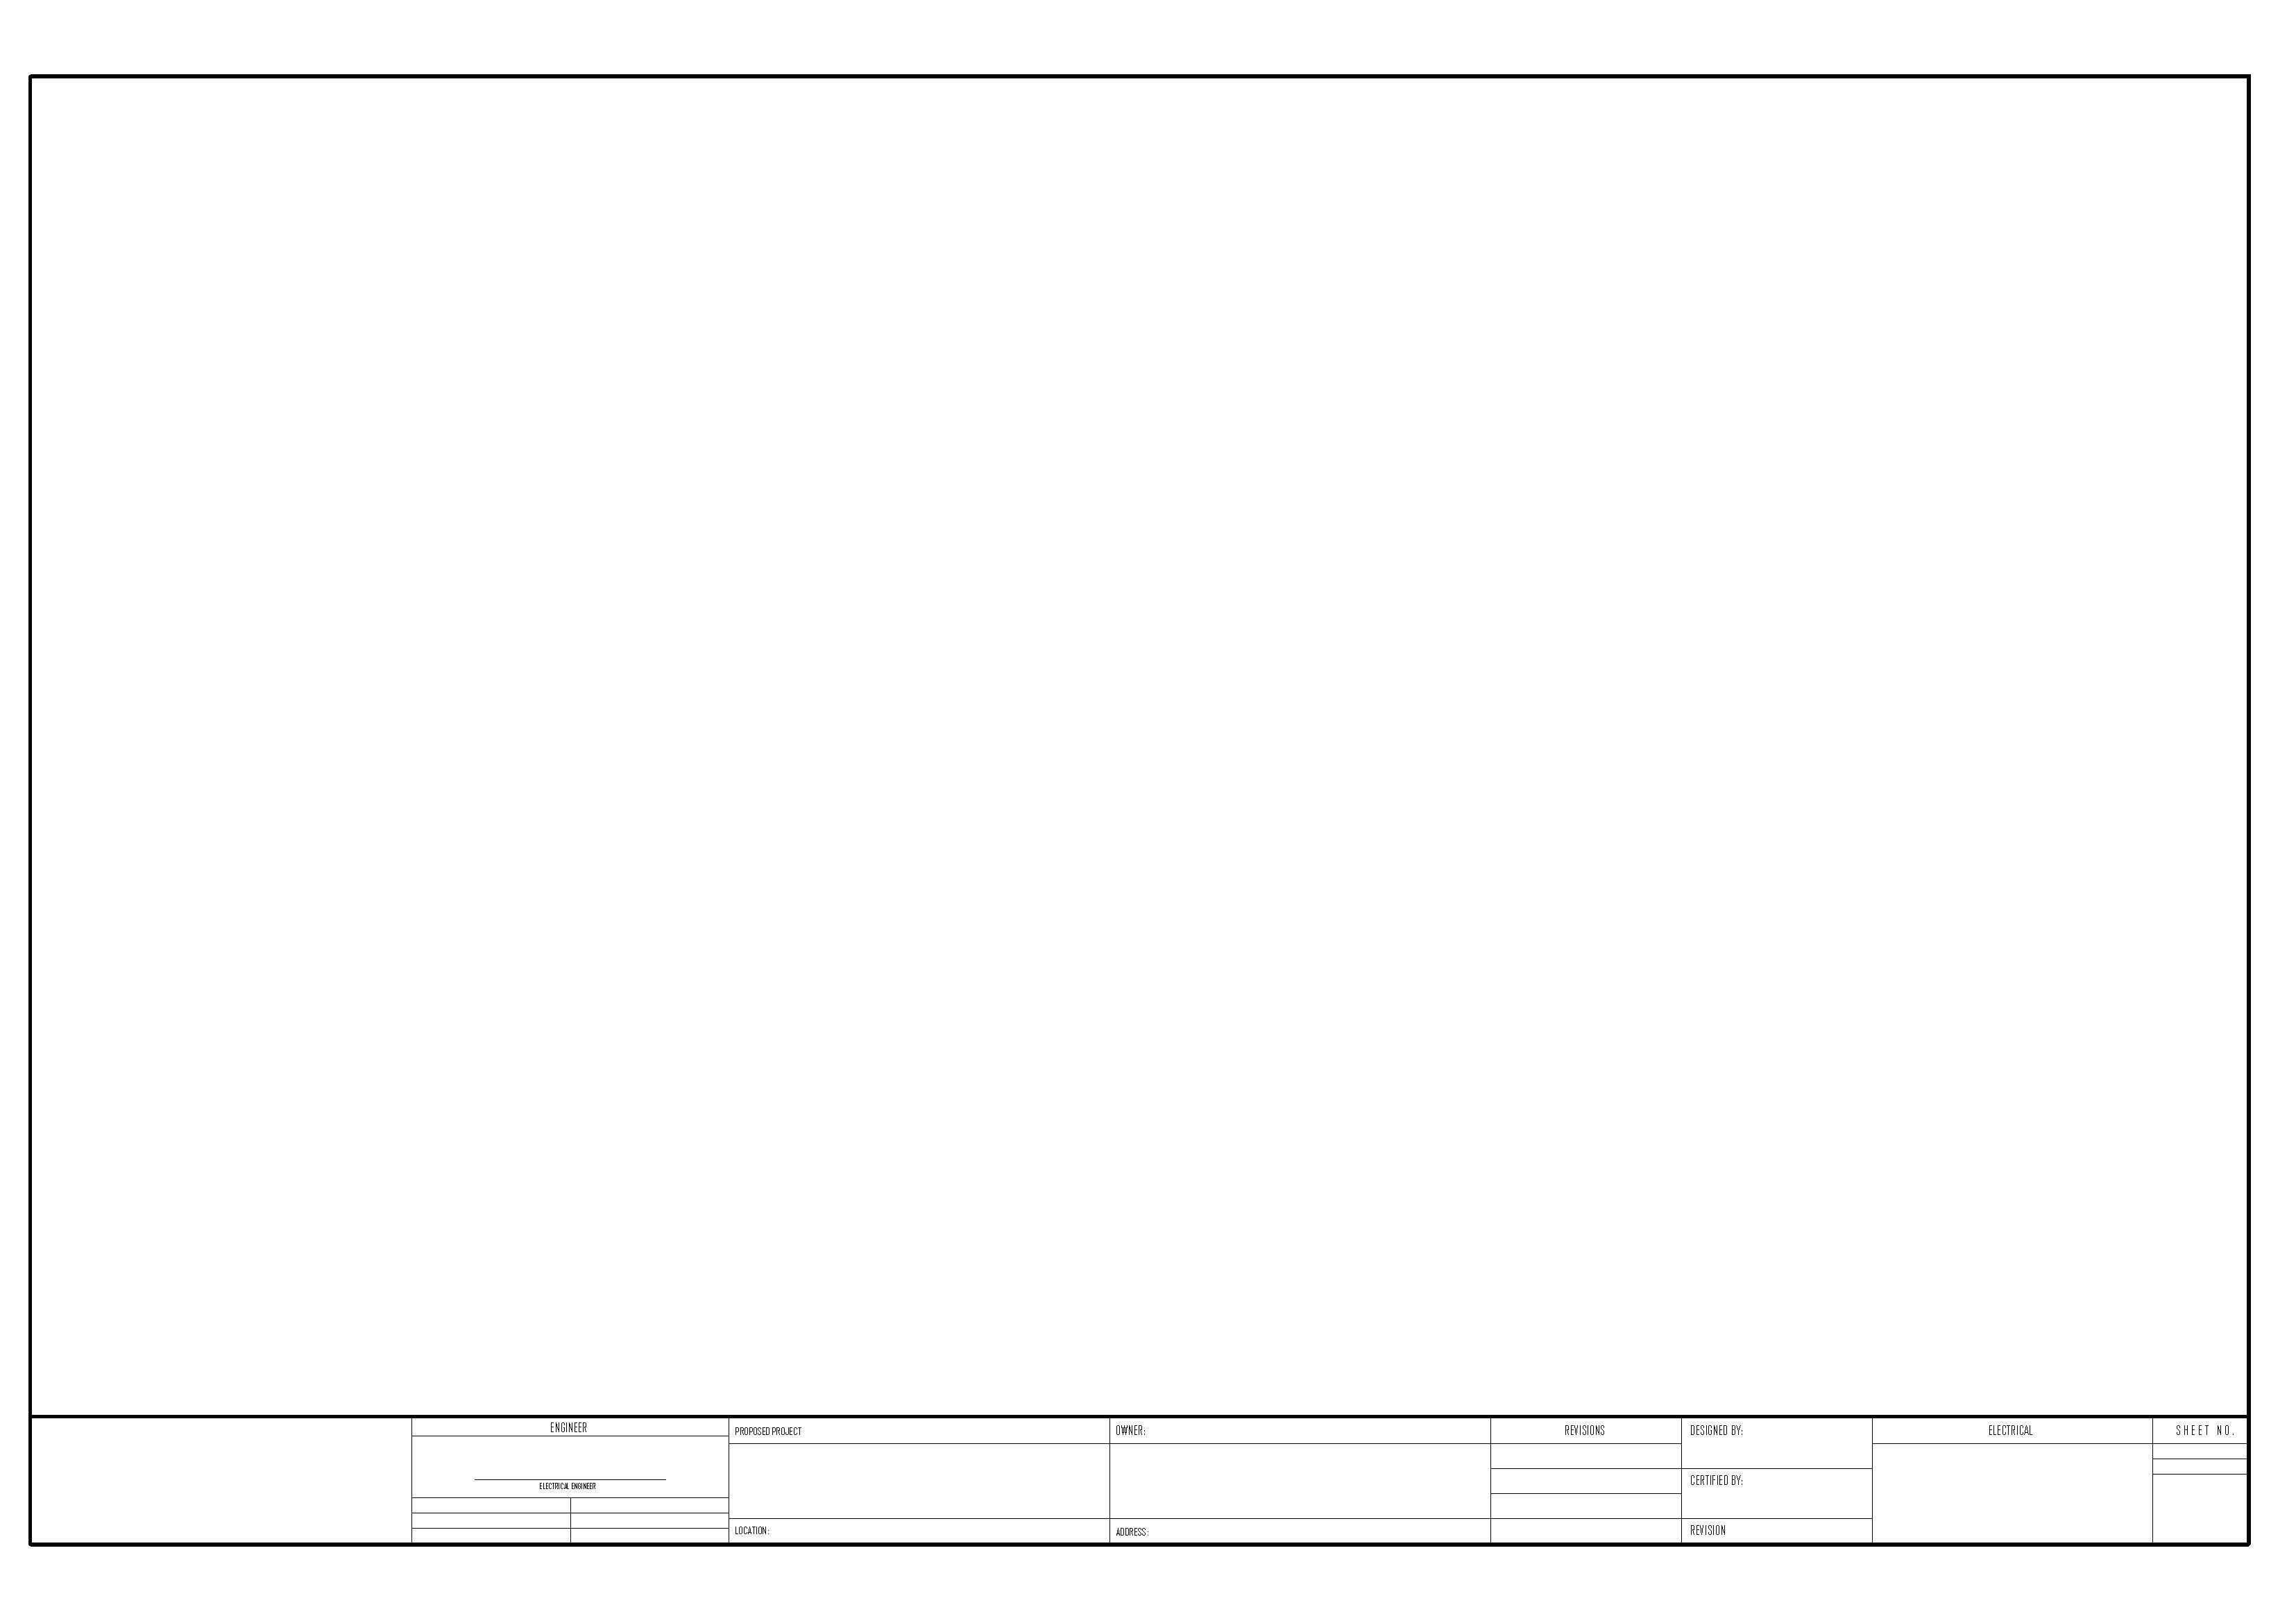 ENGINEER
ELECTRICAL ENGINEER
PROPOSED PROJECT
LOCATION:
OWNER:
ADDRESS:
REVISIONS
DESIGNED BY:
CERTIFIED BY:
REVISION
ELECTRICAL
SHEET NO.